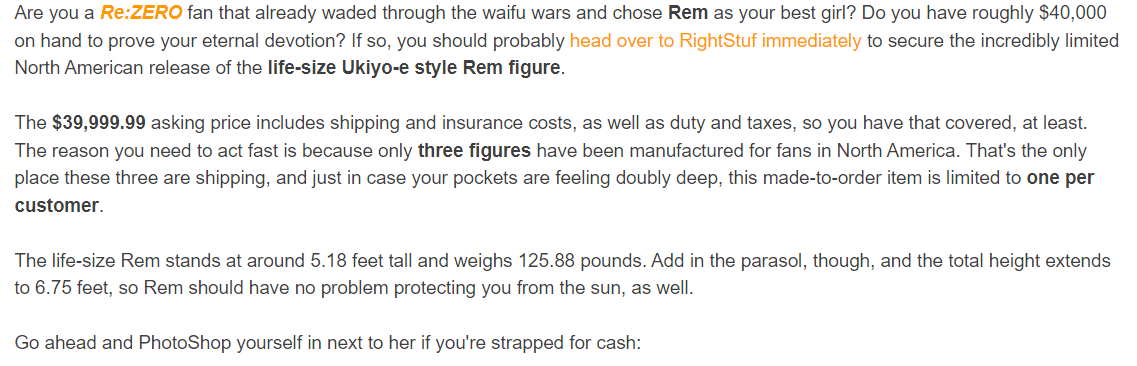 Are you a Re:ZERO fan that already waded through the waifu wars and chose Rem as your best girl? Do you have roughly $40,000
on hand to prove your eternal devotion? If so, you should probably head over to RightStuf immediately to secure the incredibly limited
North American release of the life-size Ukiyo-e style Rem figure.
The $39,999.99 asking price includes shipping and insurance costs, as well as duty and taxes, so you have that covered, at least.
The reason you need to act fast is because only three figures have been manufactured for fans in North America. That's the only
place these three are shipping, and just in case your pockets are feeling doubly deep, this made-to-order item is limited to one per
customer.
The life-size Rem stands at around 5.18 feet tall and weighs 125.88 pounds. Add in the parasol, though, and the total height extends
to 6.75 feet, so Rem should have no problem protecting you from the sun, as well.
Go ahead and PhotoShop yourself in next to her if you're strapped for cash: